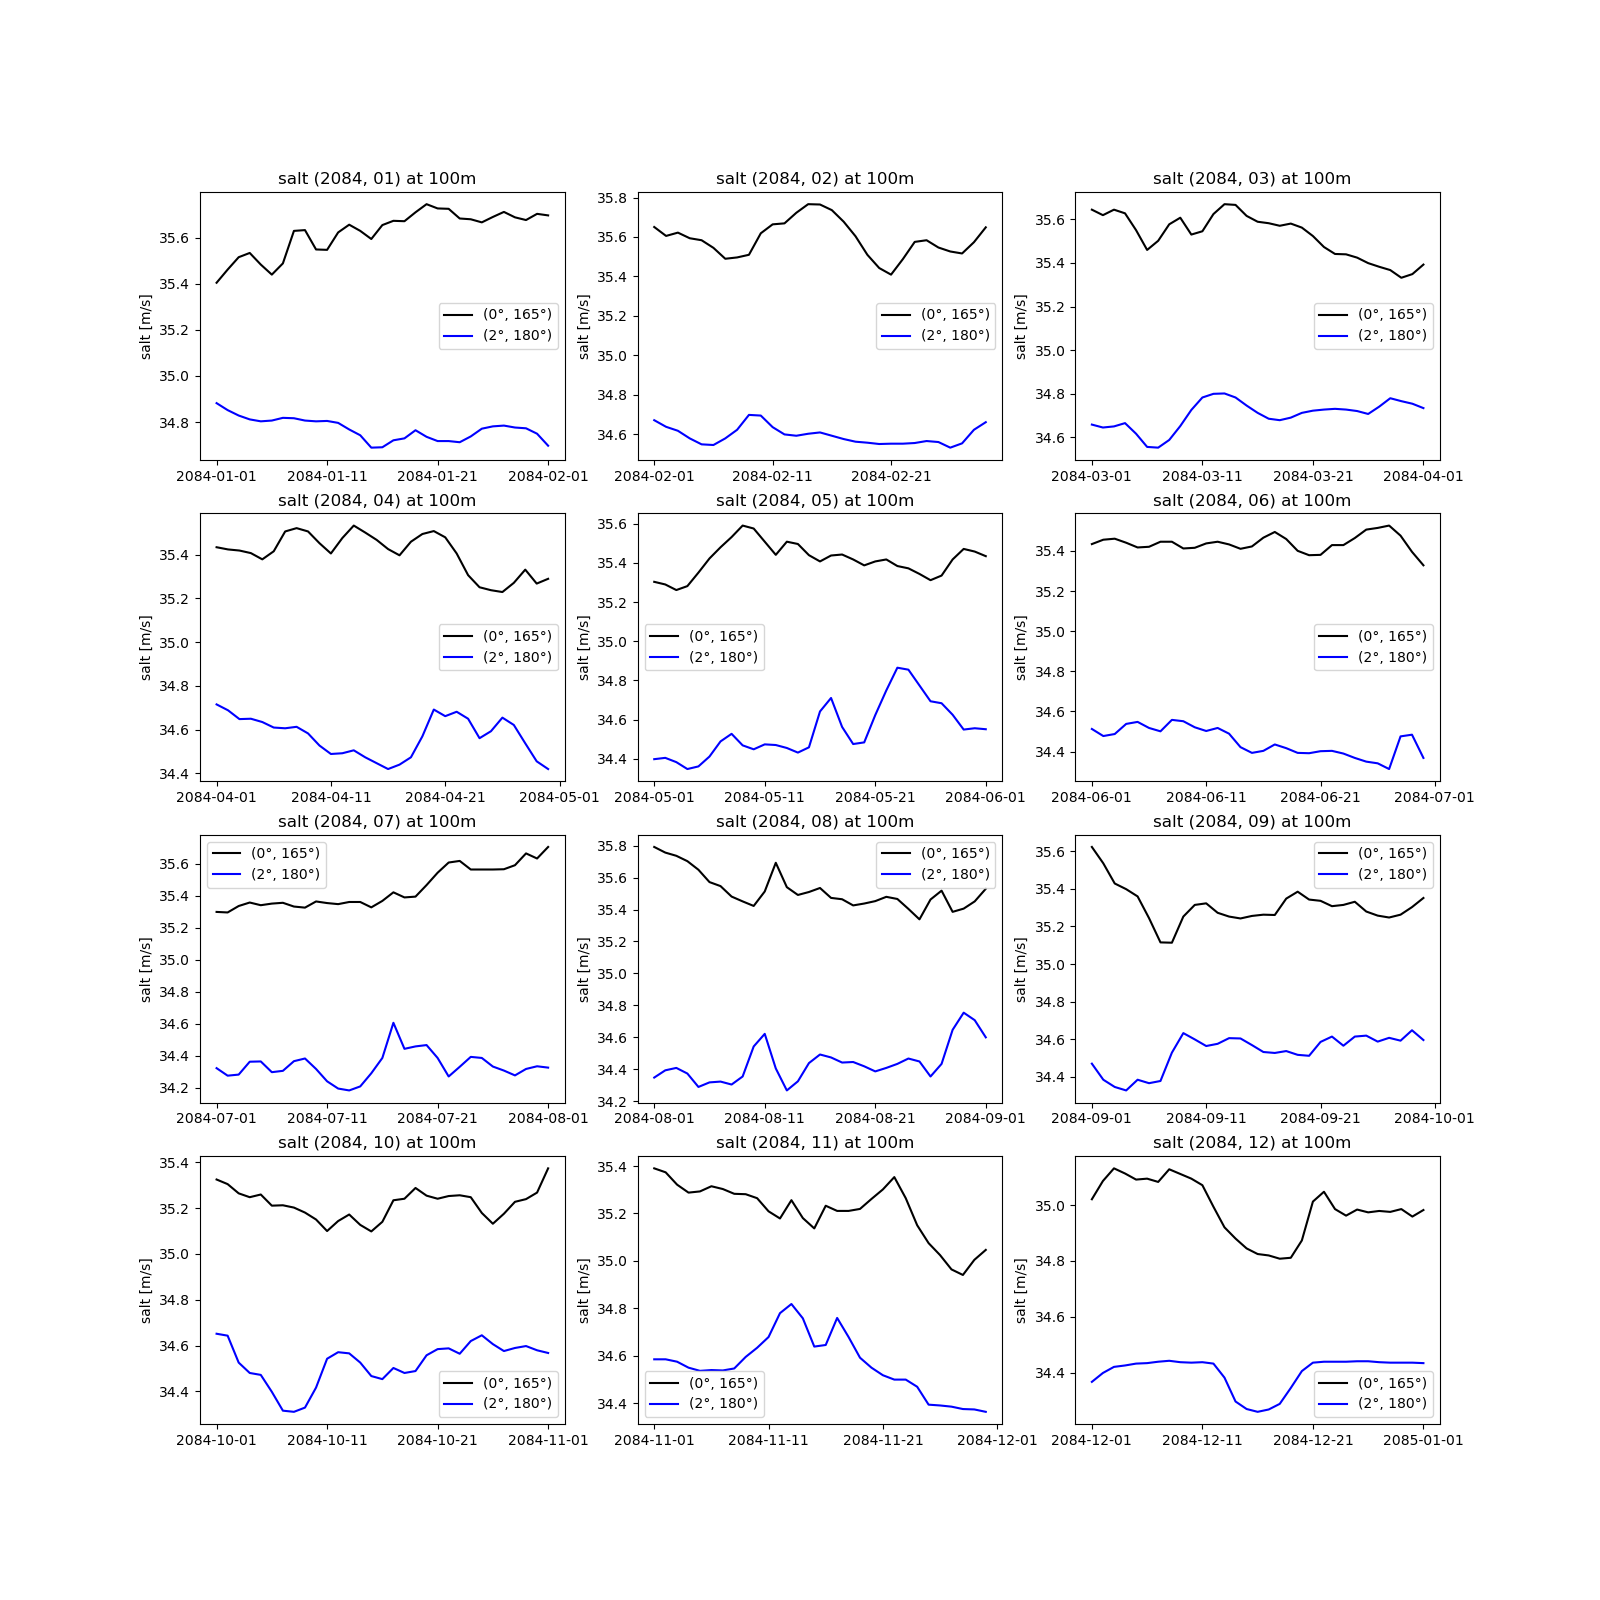 salt (2084, 01) at 100m
salt [m/s]
35.6
35.4
35.2
35.0
34.8
(0°, 165°)
(2°, 180°)
2084-01-01 2084-01-11 2084-01-21 2084-02-01
salt (2084, 02) at 100m
salt [m/s]
35.8
35.6
35.4
35.2
35.0
34.8
34.6
(0°, 165°)
(2°, 180°)
2084-02-01 2084-02-11 2084-02-21
salt (2084, 03) at 100m
salt [m/s]
35.6
35.4
35.2
35.0
34.8
34.6
(0°, 165°)
(2°, 180°)
2084-03-01 2084-03-11 2084-03-21 2084-04-01
salt (2084, 04) at 100m
salt [m/s]
35.4
35.2
35.0
34.8
34.6
34.4
(0°, 165°)
(2°, 180°)
2084-04-01 2084-04-11 2084-04-21 2084-05-01
salt (2084, 05) at 100m
salt [m/s]
35.6
35.4
35.2
35.0
34.8
34.6
34.4
(0°, 165°)
(2°, 180°)
2084-05-01 2084-05-11 2084-05-21 2084-06-01
salt (2084, 06) at 100m
salt [m/s]
35.4
35.2
35.0
34.8
34.6
34.4
(0°, 165°)
(2°, 180°)
2084-06-01 2084-06-11 2084-06-21 2084-07-01
salt (2084, 07) at 100m
salt [m/s]
35.6
35.4
35.2
35.0
34.8
34.6
34.4
34.2
(0°, 165°)
(2°, 180°)
2084-07-01 2084-07-11 2084-07-21 2084-08-01
salt (2084, 08) at 100m
salt [m/s]
35.8
35.6
35.4
35.2
35.0
34.8
34.6
34.4
34.2
(0°, 165°)
(2°, 180°)
2084-08-01 2084-08-11 2084-08-21 2084-09-01
salt (2084, 09) at 100m
salt [m/s]
35.6
35.4
35.2
35.0
34.8
34.6
34.4
(0°, 165°)
(2°, 180°)
2084-09-01 2084-09-11 2084-09-21 2084-10-01
salt (2084, 10) at 100m
salt [m/s]
35.4
35.2
35.0
34.8
34.6
34.4
(0°, 165°)
(2°, 180°)
2084-10-01 2084-10-11 2084-10-21 2084-11-01
salt (2084, 11) at 100m
salt [m/s]
35.4
35.2
35.0
34.8
34.6
34.4
(0°, 165°)
(2°, 180°)
2084-11-01 2084-11-11 2084-11-21 2084-12-01
salt (2084, 12) at 100m
salt [m/s]
35.0
34.8
34.6
34.4
(0°, 165°)
(2°, 180°)
2084-12-01 2084-12-11 2084-12-21 2085-01-01